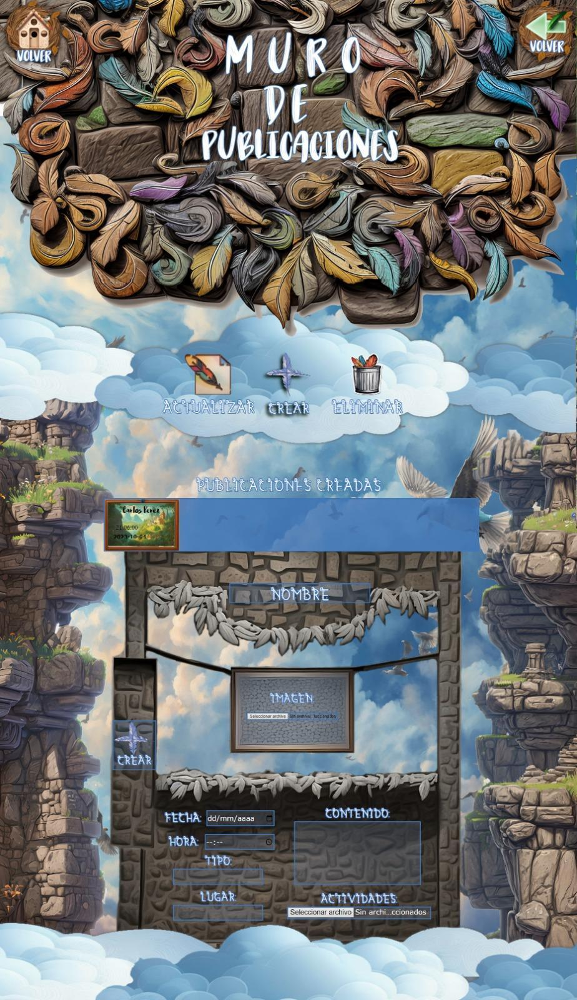 VOLVER
VOLVER
MURO
DE
PUBLICACIONES
ACTUALIZAR CREAR ELIMINAR
PUBLICACIONES CREADAS
Carlos Perez
21:06:00
2023-10-04
NOMBRE
IMAGEN
Seleccionar archivo Sin archiv...leccionados
CREAR
FECHA: dd/mm/aaaa
HORA: --:--
TIPO:
LUGAR:
CONTENIDO:
ACTIVIDADES:
Seleccionar archivo Sin archi...ccionados